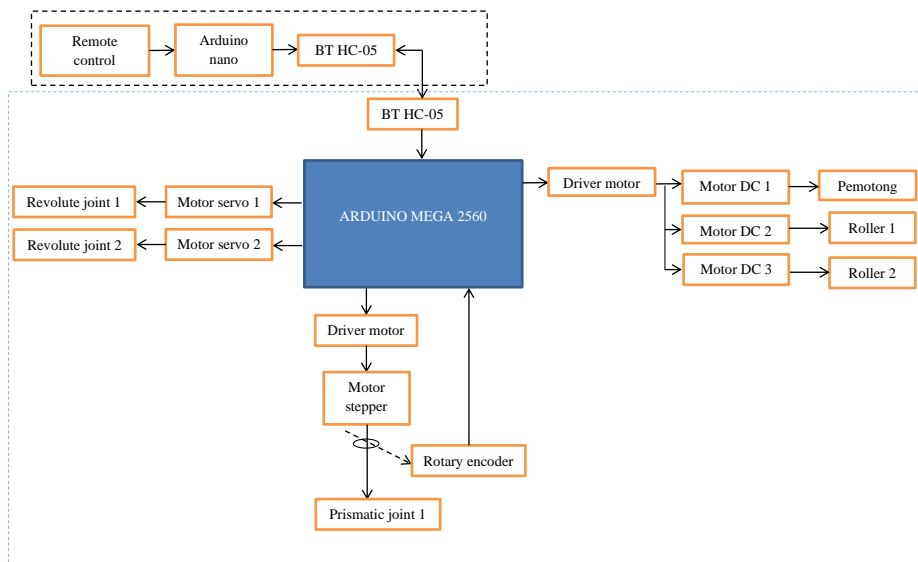 Remote
control
Arduino
nano
BT HC-05
BT HC-05
ARDUINO MEGA 2560
Driver motor
Motor DC 1
Pemotong
Motor DC 2
Roller 1
Motor DC 3
Roller 2
Revolute joint 1
Motor servo 1
Revolute joint 2
Motor servo 2
Driver motor
Motor
stepper
Rotary encoder
Prismatic joint 1